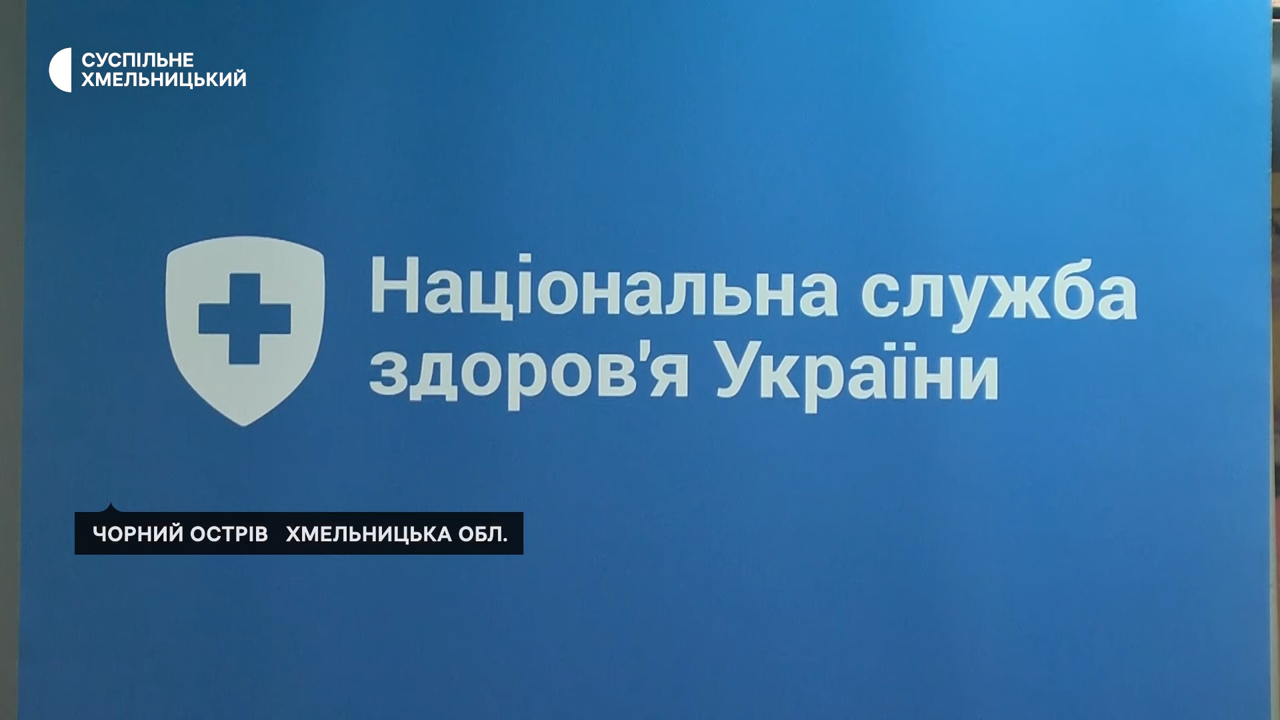 СУСПІЛЬНЕ
ХМЕЛЬНИЦЬКИЙ
Національна служба
здоров'я України
ЧОРНИЙ ОСТРІВ ХМЕЛЬНИЦЬКА ОБЛ.